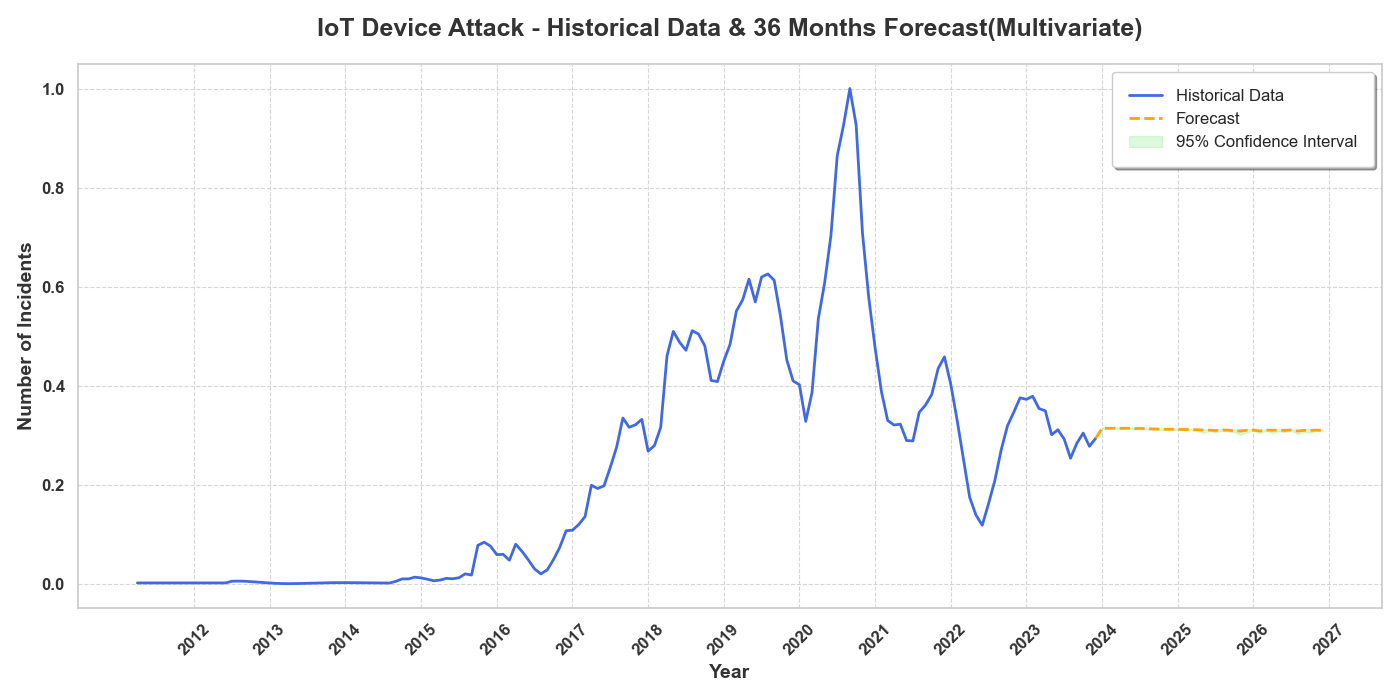 IoT Device Attack - Historical Data & 36 Months Forecast(Multivariate)
Historical Data
Forecast
95% Confidence Interval
Number of Incidents
1.0
0.8
0.6
0.4
0.2
0.0
2012 2013 2014 2015 2016 2017 2018 2019 2020 2021 2022 2023 2024 2025 2026 2027
Year